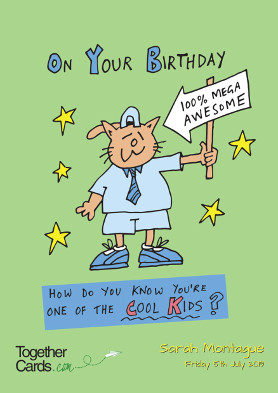 On Your Birthday
100% MEGA
AWESOME
HOW DO YOU KNOW YOU'RE
ONE OF THE COOL KIDS?
Together
Cards.com
Sarah Montague
Friday 5th July 2019